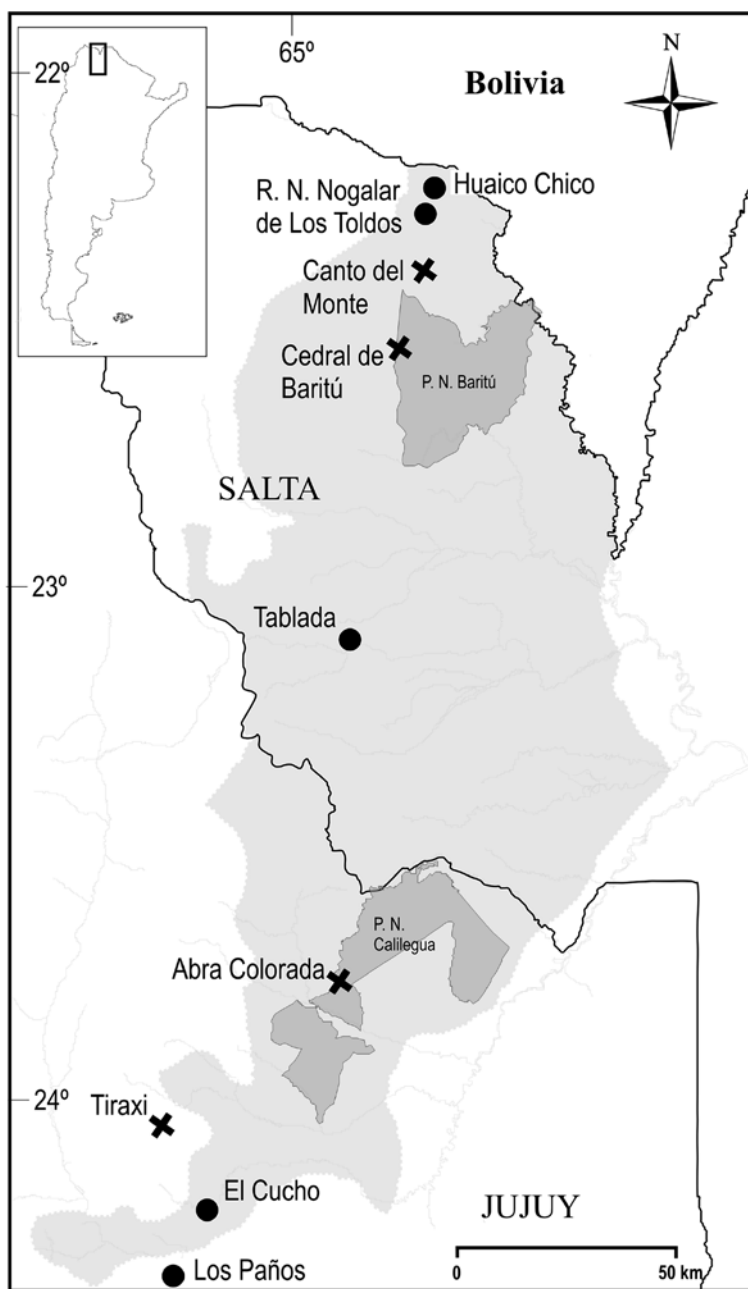 65º
N
22º
Bolivia
Huaico Chico
R. N. Nogalar
de Los Toldos
Canto del
Monte
Cedral de
Baritú
P. N. Baritú
SALTA
23º
Tablada
P. N.
Calilegua
Abra Colorada
24º
Tiraxi
El Cucho
JUJUY
Los Paños
0
50 km